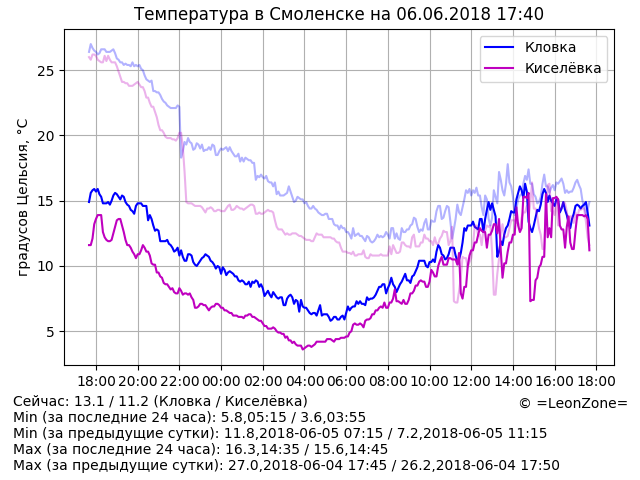 Температура в Смоленске на 06.06.2018 17:40
градусов Цельсия, °C
25
20
15
10
5
Кловка
Киселёвка
18:00 20:00 22:00 00:00 02:00 04:00 06:00 08:00 10:00 12:00 14:00 16:00 18:00
Сейчас: 13.1 / 11.2 (Кловка / Киселёвка)
© =LeonZone=
Min (за последние 24 часа): 5.8,05:15 / 3.6,03:55
Min (за предыдущие сутки): 11.8,2018-06-05 07:15 / 7.2,2018-06-05 11:15
Max (за последние 24 часа): 16.3,14:35 / 15.6,14:45
Max (за предыдущие сутки): 27.0,2018-06-04 17:45 / 26.2,2018-06-04 17:50